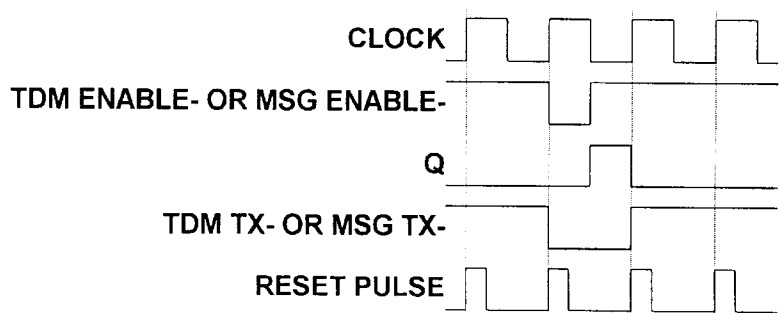 CLOCK
TDM ENABLE- OR MSG ENABLE-
Q
TDM TX- OR MSG TX-
RESET PULSE